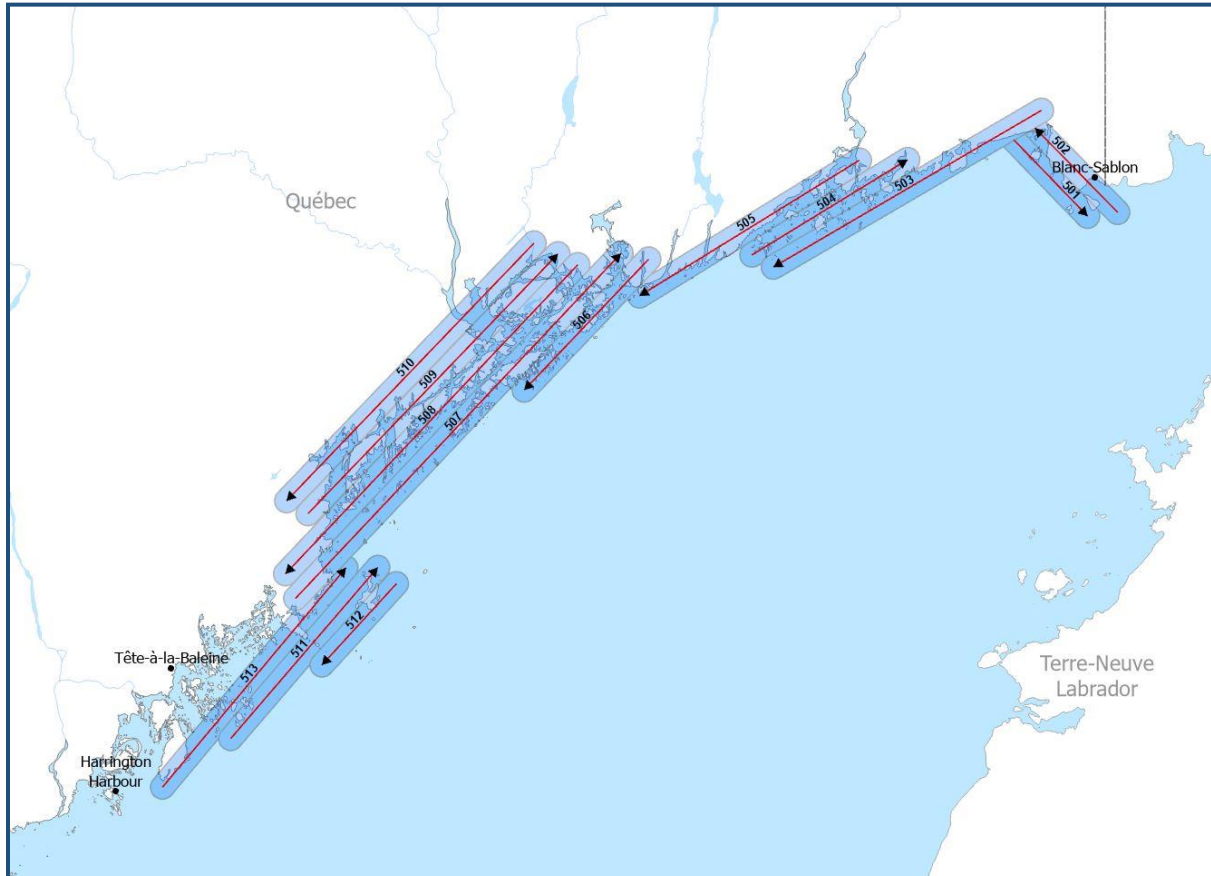 502
Blanc-Sablon
501
503
504
505
Québec
506
510
509
508
507
512
511
513
Tête-à-la-Baleine
Terre-Neuve
Labrador
Harrington
Harbour